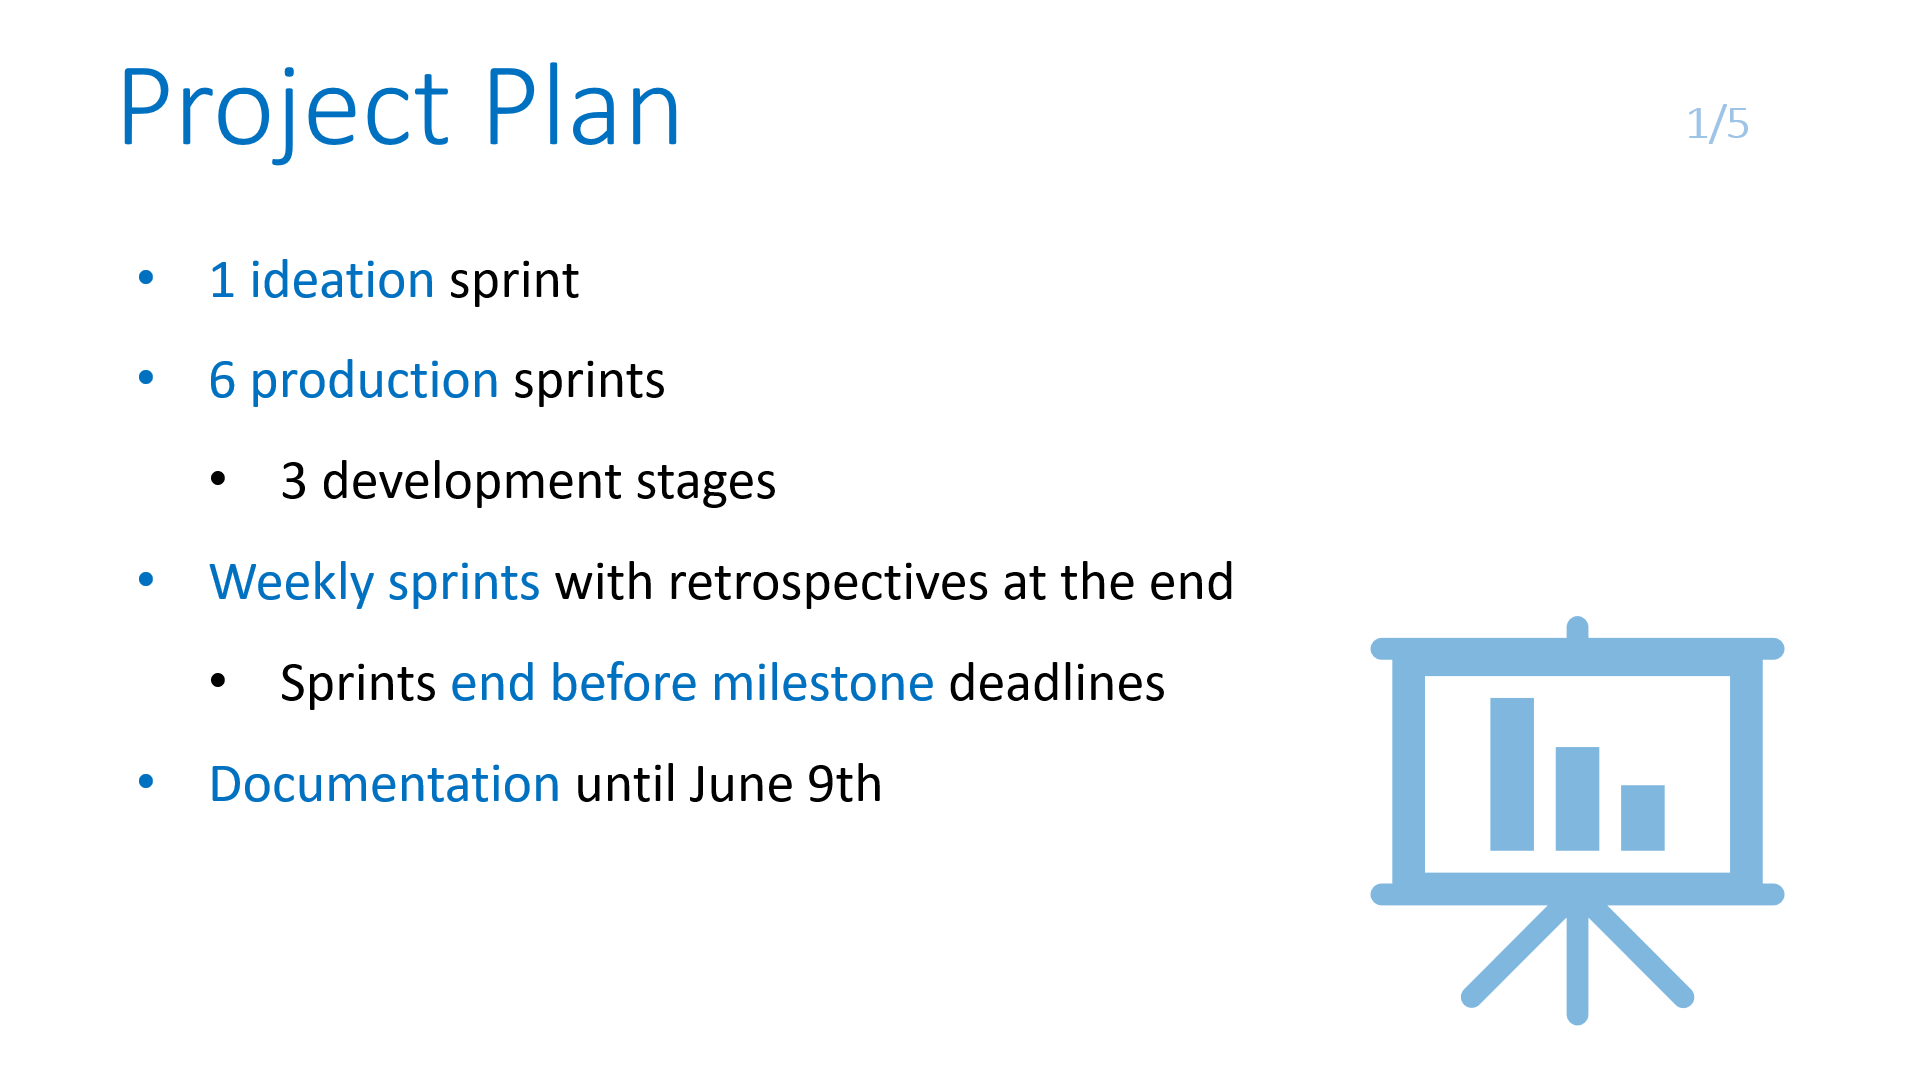 Project Plan
1/5
• 1 ideation sprint
• 6 production sprints
• 3 development stages
• Weekly sprints with retrospectives at the end
• Sprints end before milestone deadlines
• Documentation until June 9th